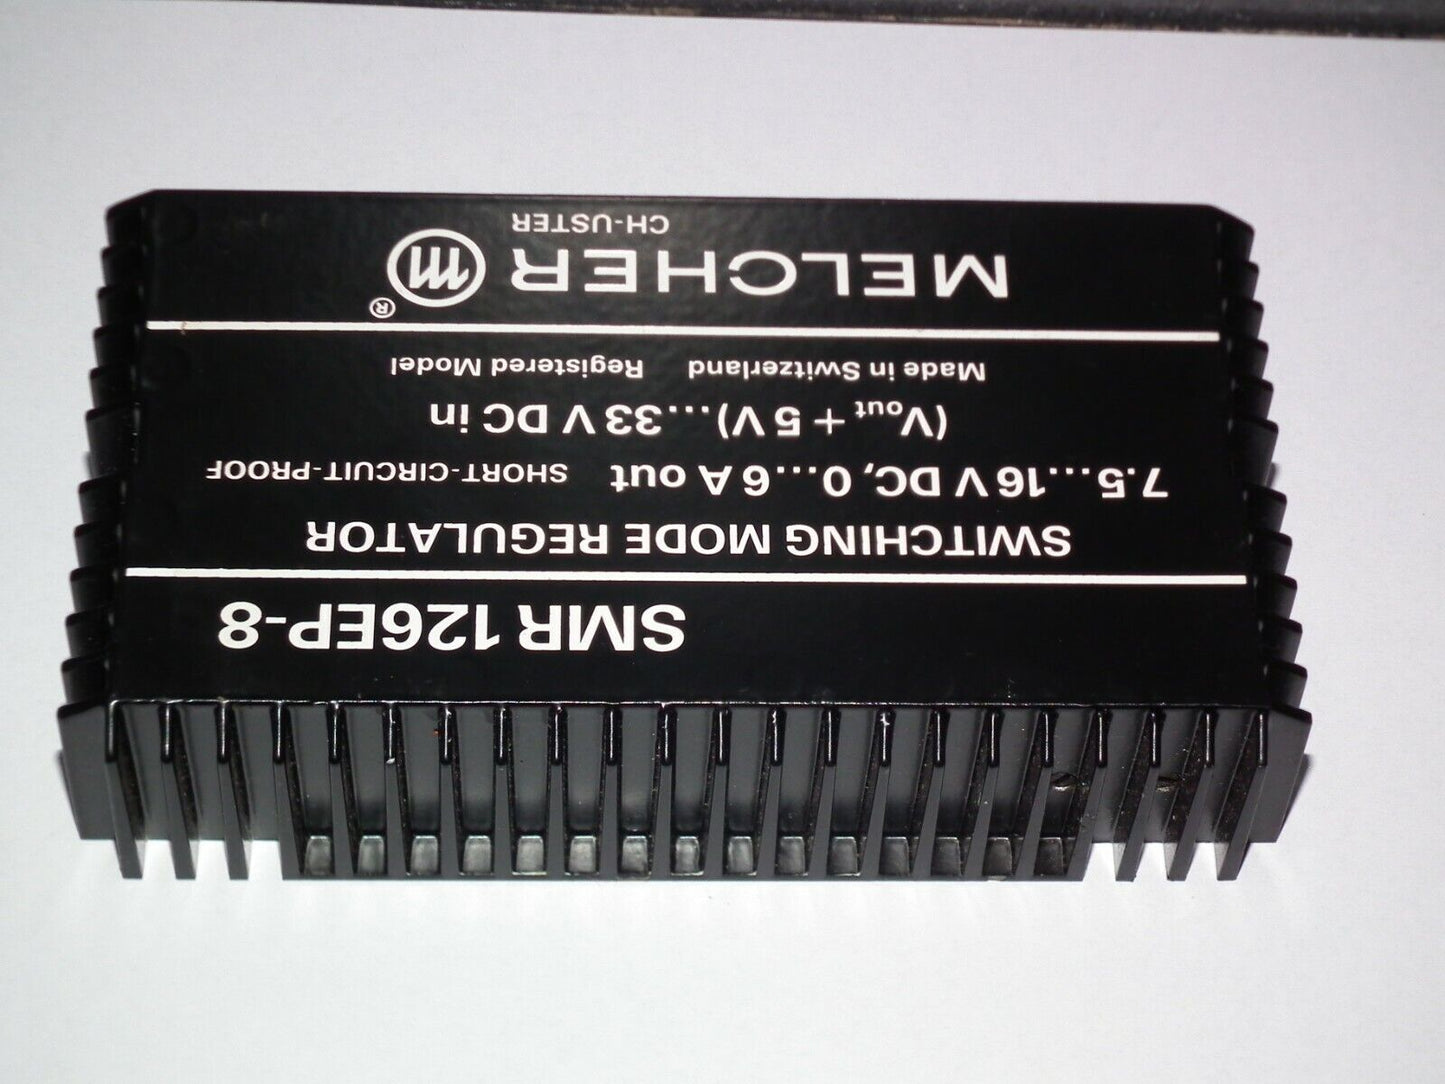 SMR 126EP-8
SWITCHING MODE REGULATOR
7.5...16 V DC, 0...6 A out SHORT-CIRCUIT-PROOF
(Vout + 5 V)...33 V DC in
Made in Switzerland Registered Model
MELCHER m ®
CH-USTER